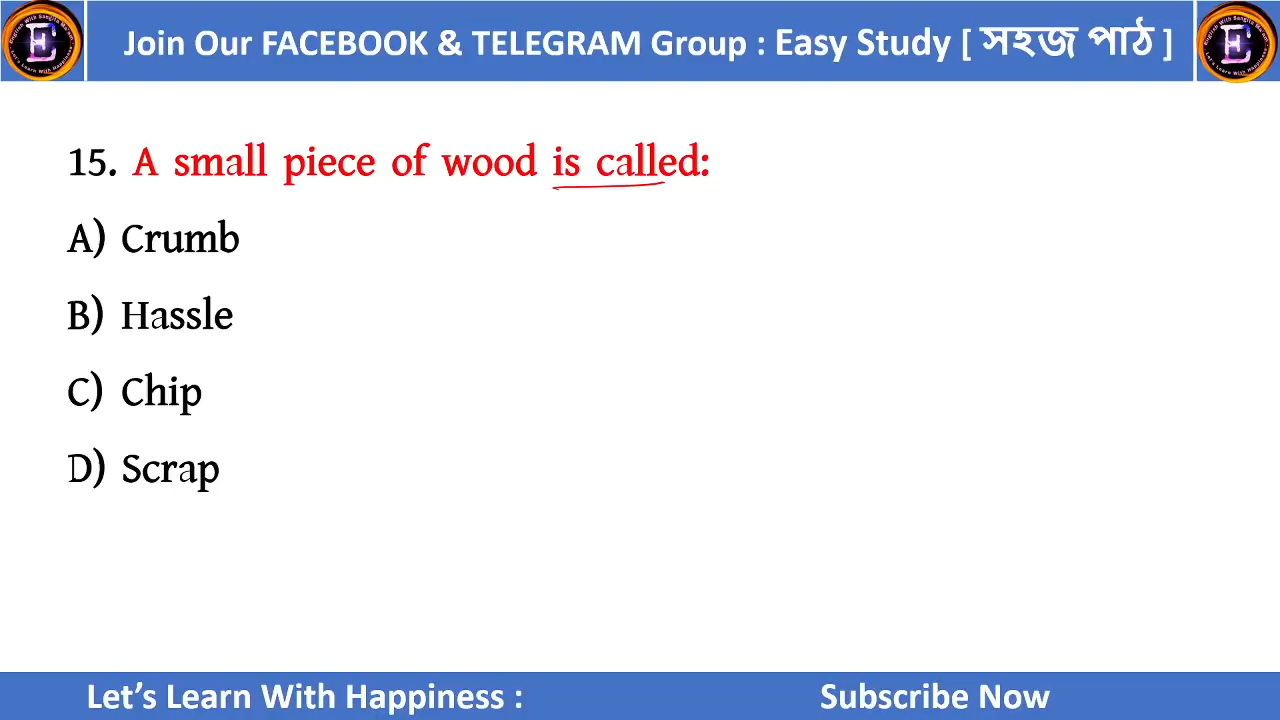 Join Our FACEBOOK & TELEGRAM Group : Easy Study [ সহজ পাঠ ]
15. A small piece of wood is called:
A) Crumb
B) Hassle
C) Chip
D) Scrap
Let’s Learn With Happiness :
Subscribe Now